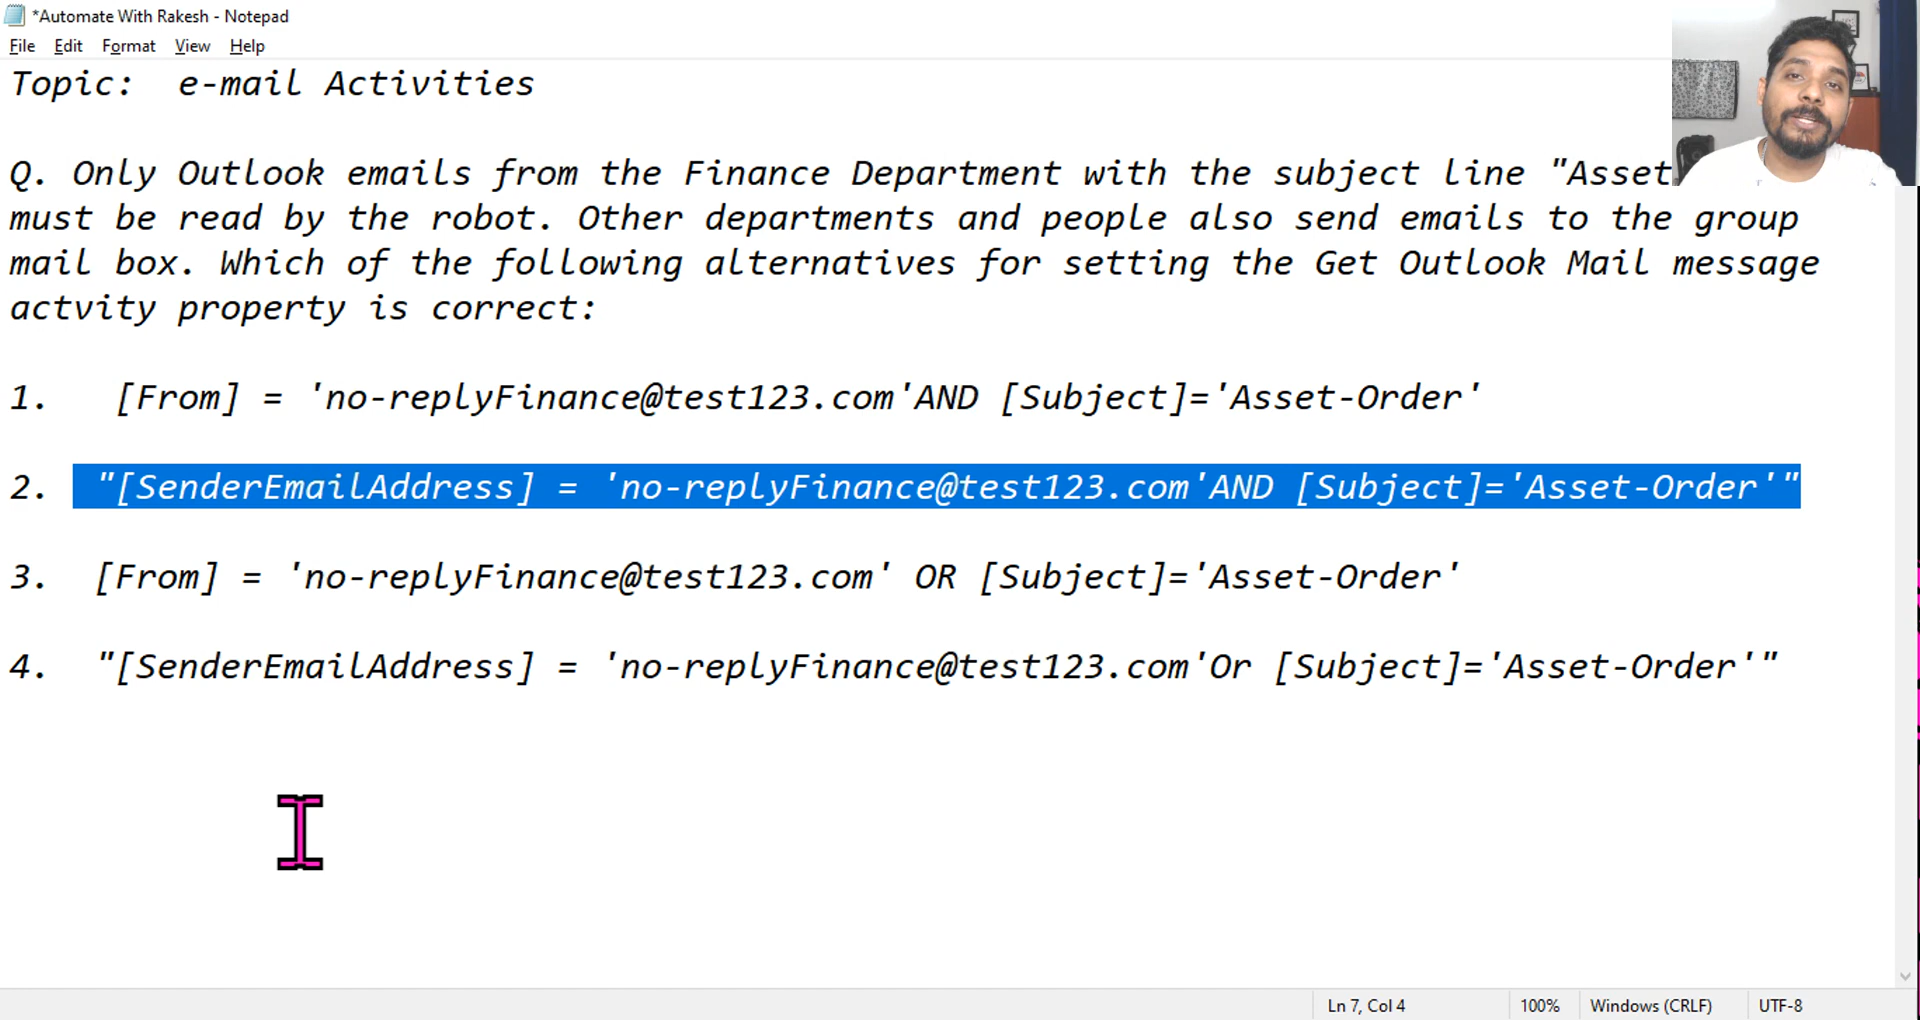 *Automate With Rakesh - Notepad
File Edit Format View Help
Topic:  e-mail Activities
Q. Only Outlook emails from the Finance Department with the subject line "Asset
must be read by the robot. Other departments and people also send emails to the group
mail box. Which of the following alternatives for setting the Get Outlook Mail message
actvity property is correct:
1.   [From] = 'no-replyFinance@test123.com'AND [Subject]='Asset-Order'
2.  "[SenderEmailAddress] = 'no-replyFinance@test123.com'AND [Subject]='Asset-Order'"
3.  [From] = 'no-replyFinance@test123.com' OR [Subject]='Asset-Order'
4.  "[SenderEmailAddress] = 'no-replyFinance@test123.com'Or [Subject]='Asset-Order'"
Ln 7, Col 4 100% Windows (CRLF) UTF-8